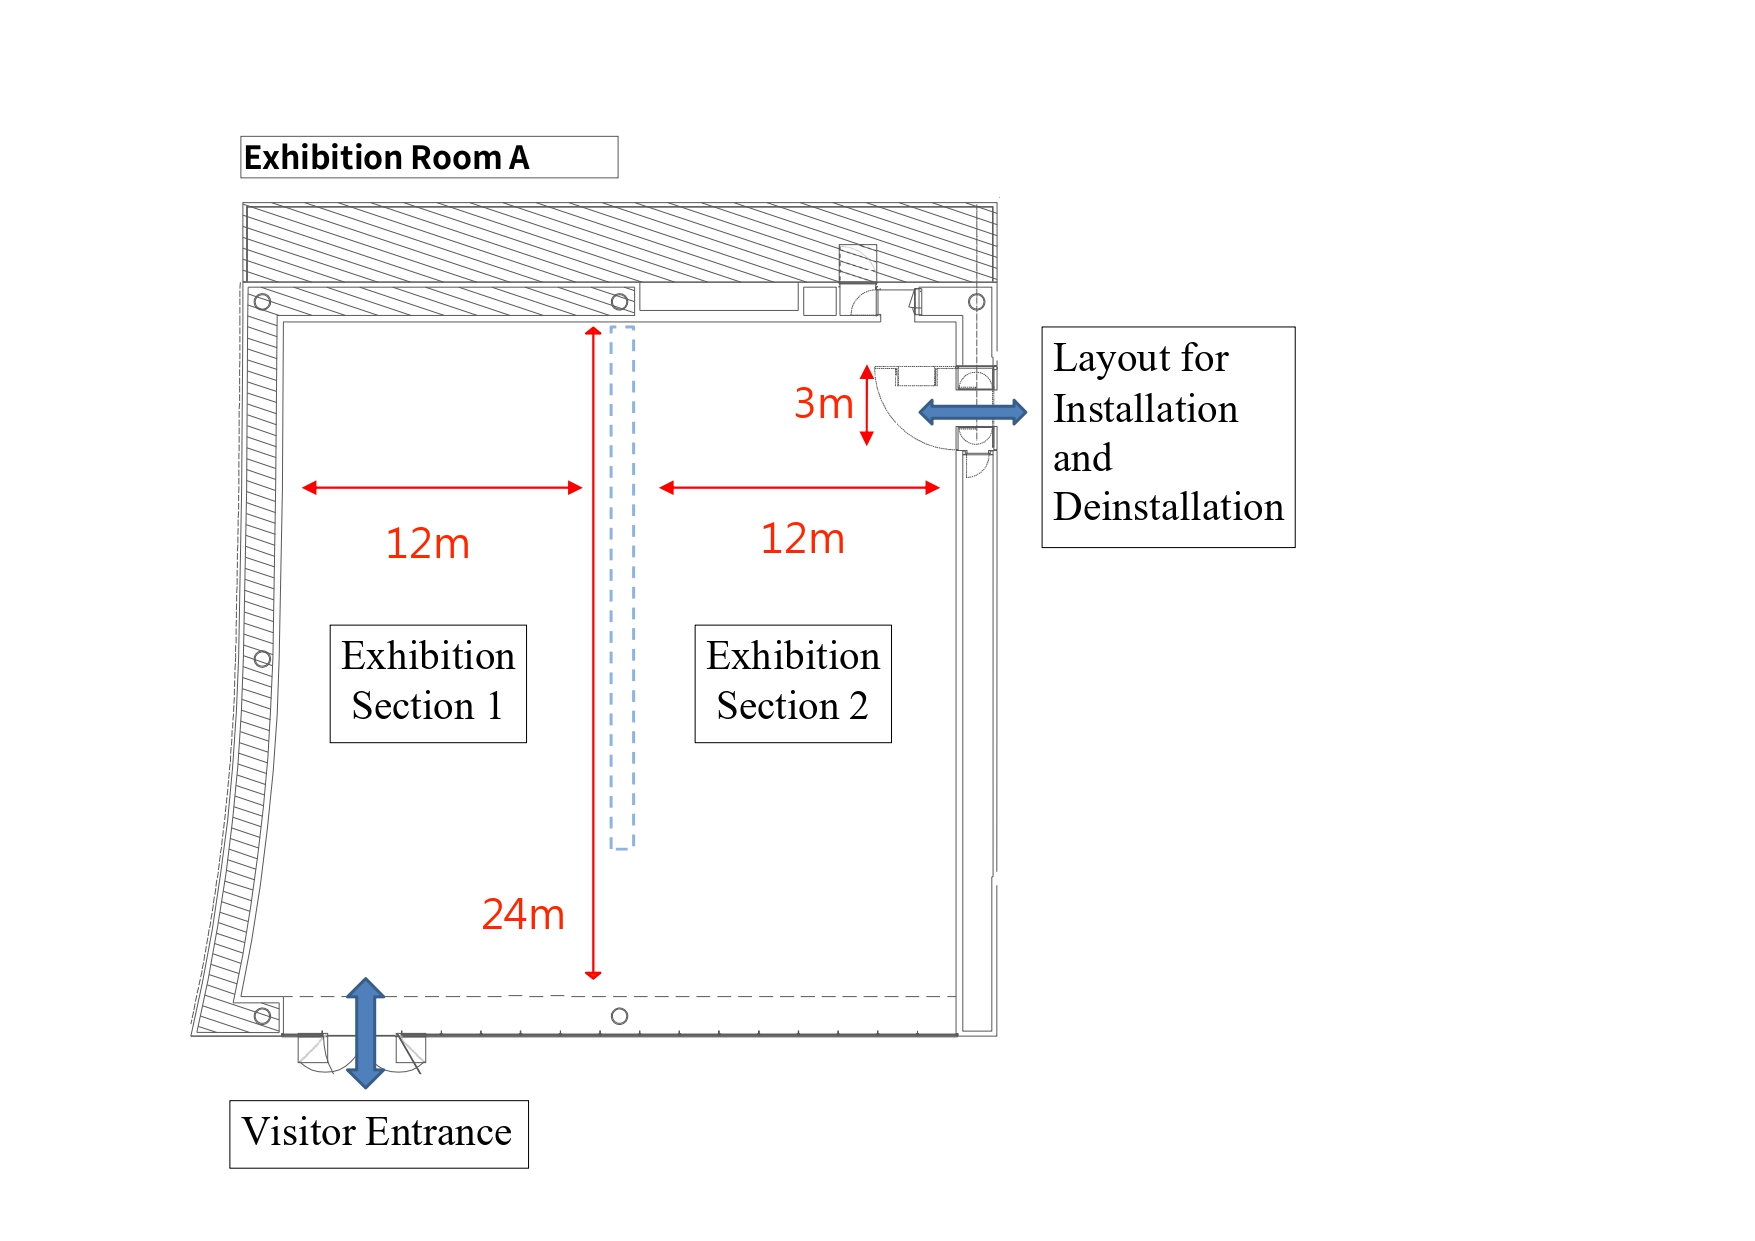 Exhibition Room A
Layout for
Installation
and
Deinstallation
3m
12m
12m
Exhibition
Section 1
Exhibition
Section 2
24m
Visitor Entrance